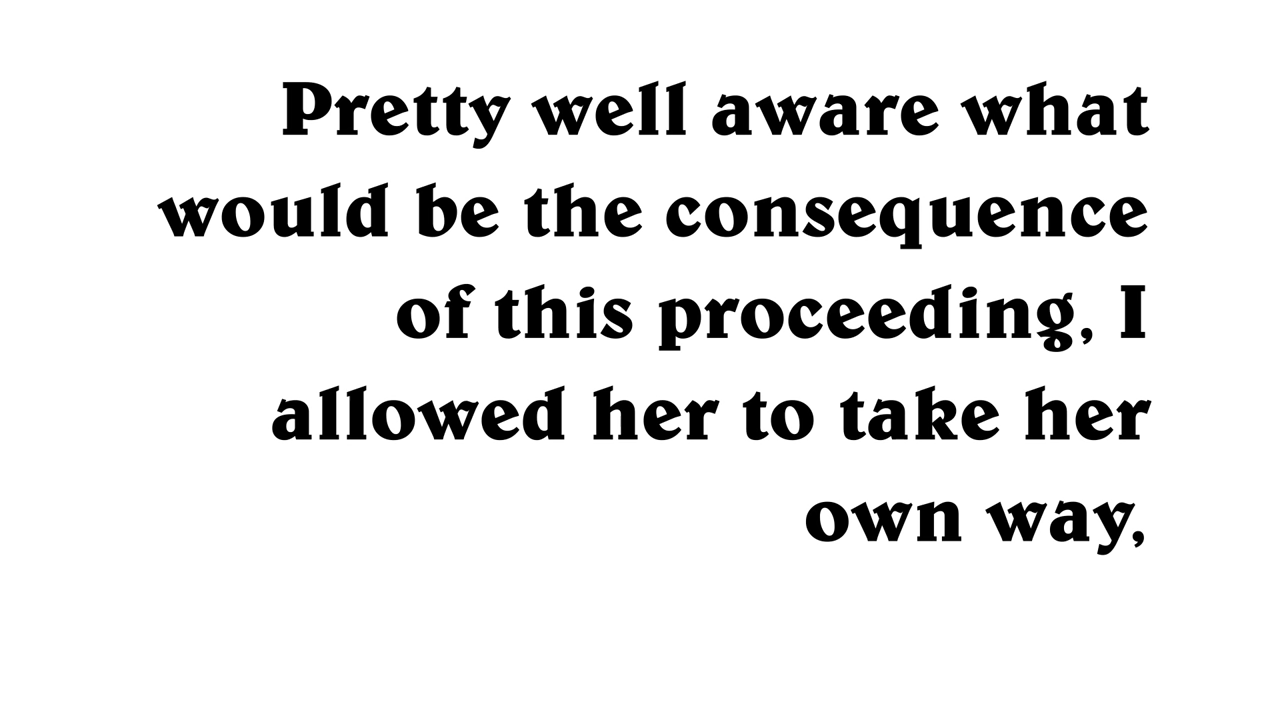 Pretty well aware what
would be the consequence
of this proceeding, I
allowed her to take her
own way,